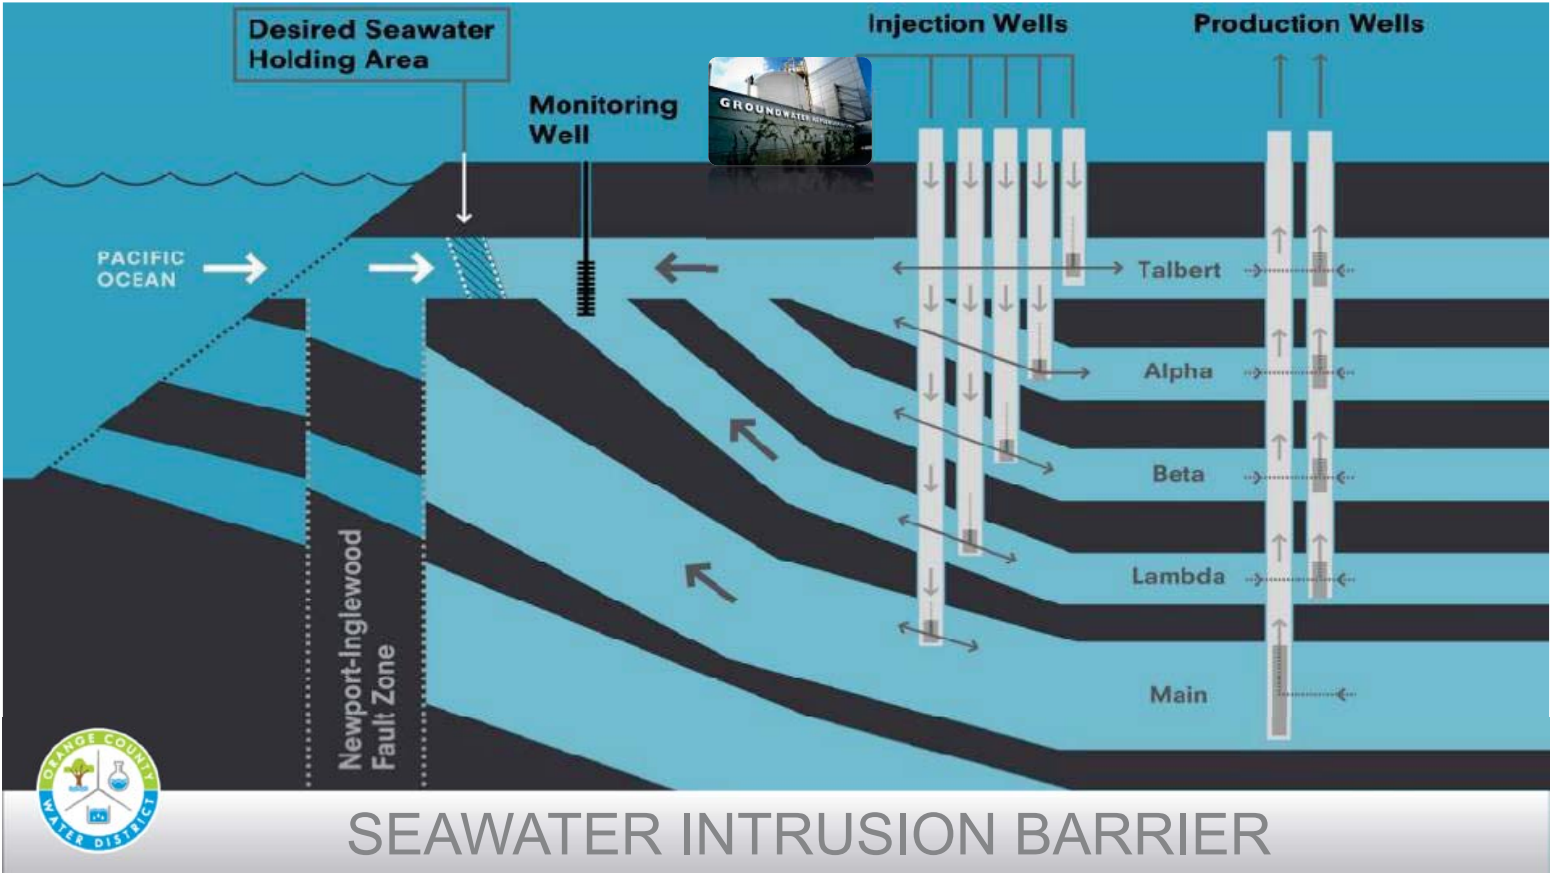 Desired Seawater
Holding Area
Injection Wells
Production Wells
Monitoring
Well
GROUNDWATER
PACIFIC
OCEAN
Talbert
Alpha
Beta
Lambda
Main
Newport-Inglewood
Fault Zone
ORANGE COUNTY
WATER DISTRICT
SEAWATER INTRUSION BARRIER